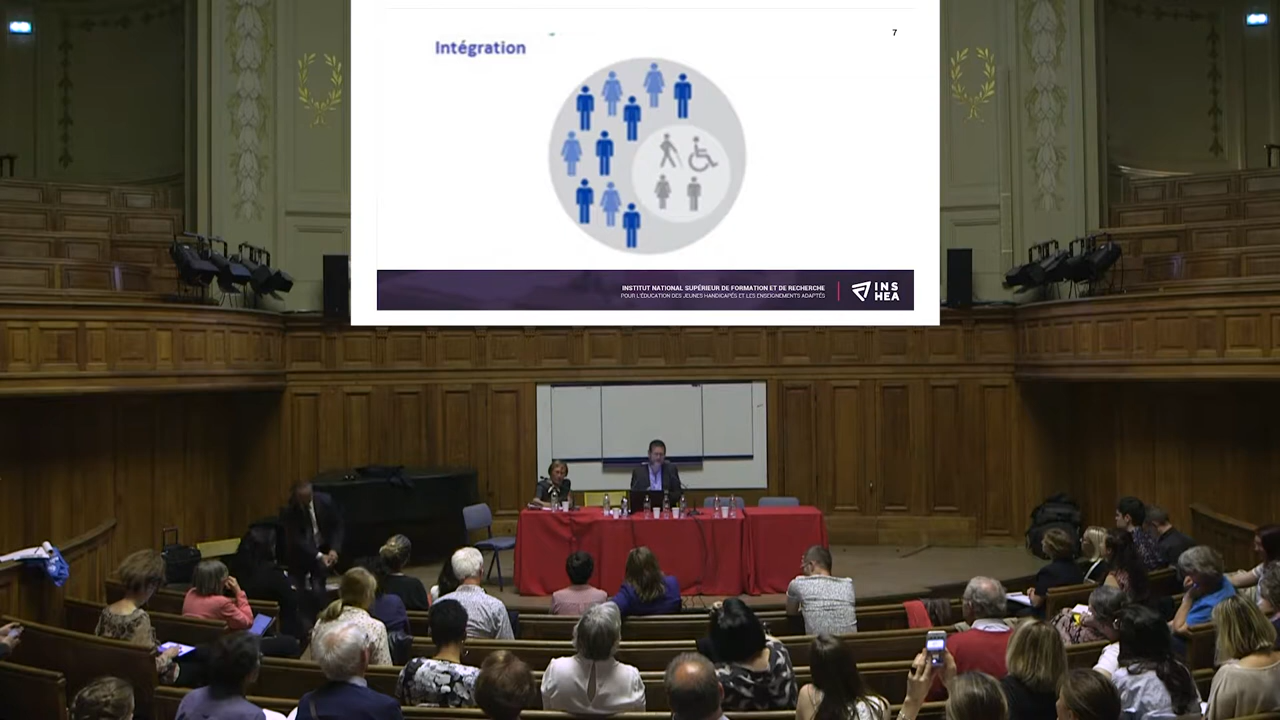 7
Intégration
INSTITUT NATIONAL SUPÉRIEUR DE FORMATION ET DE RECHERCHE
POUR L'ÉDUCATION DES JEUNES HANDICAPÉS ET LES ENSEIGNEMENTS ADAPTÉS
INS
HEA